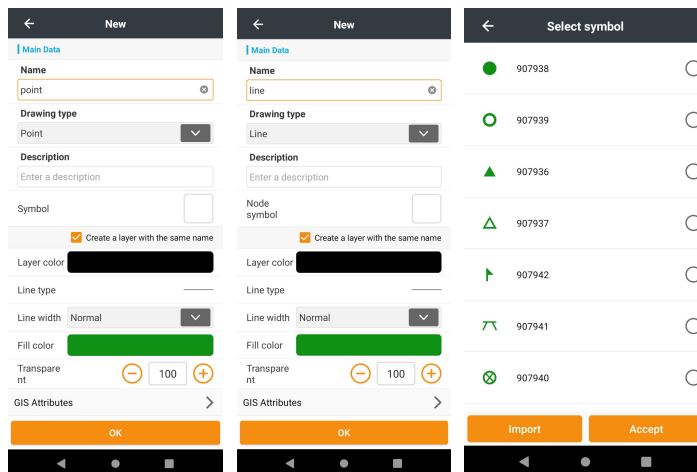 New
Main Data
Name
point
Drawing type
Point
Description
Enter a description
Symbol
Create a layer with the same name
Layer color
Line type
Line width Normal
Fill color
Transpare
nt
100
GIS Attributes
OK
New
Main Data
Name
line
Drawing type
Line
Description
Enter a description
Node
symbol
Create a layer with the same name
Layer color
Line type
Line width Normal
Fill color
Transpare
nt
100
GIS Attributes
OK
Select symbol
907938
907939
907936
907937
907942
907941
907940
Import Accept